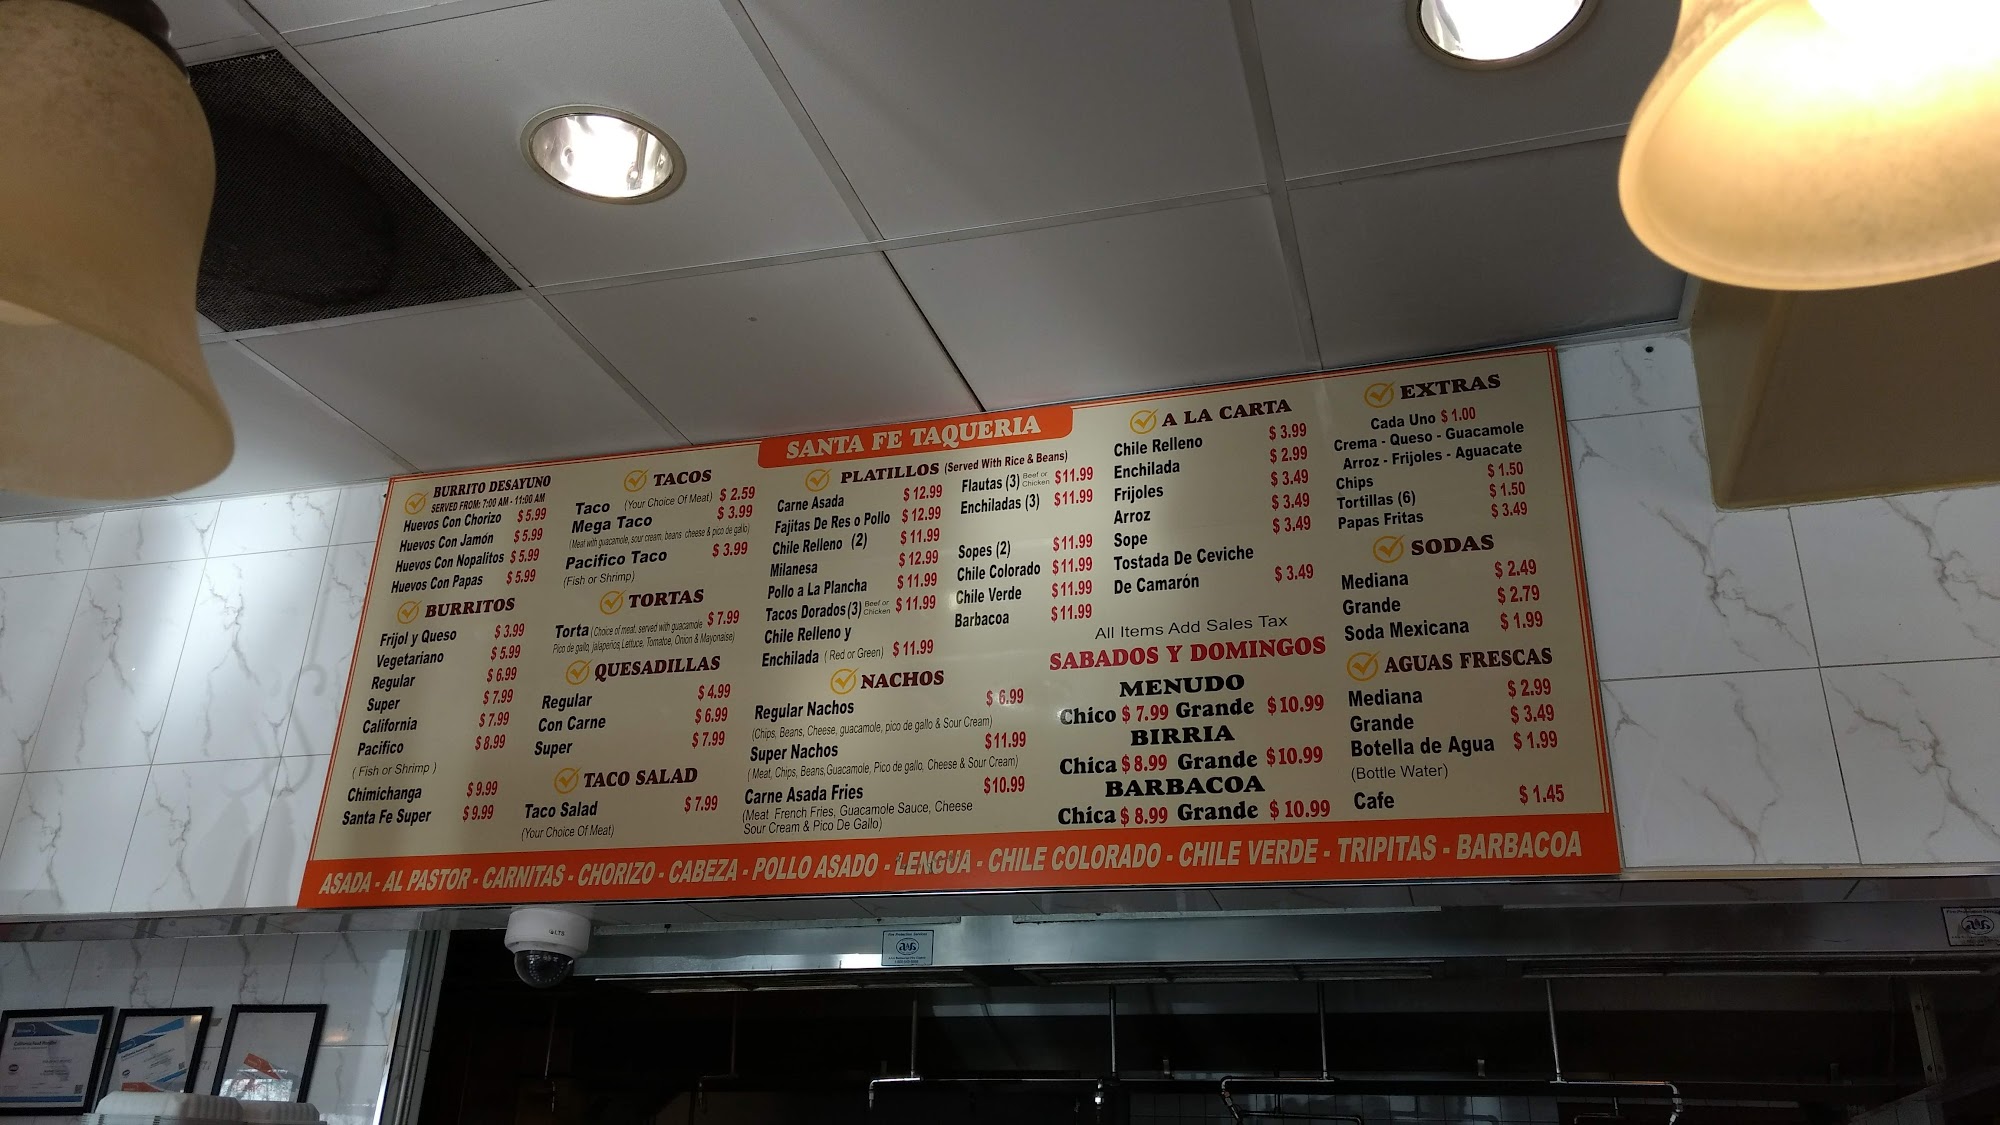 SANTA FE TAQUERIA
BURRITO DESAYUNO
SERVED FROM: 7:00 AM - 11:00 AM
Huevos Con Chorizo $ 5.99
Huevos Con Jamón $ 5.99
Huevos Con Nopalitos $ 5.99
Huevos Con Papas $ 5.99
BURRITOS
Frijol y Queso $ 3.99
Vegetariano $ 5.99
Regular $ 6.99
Super $ 7.99
California $ 7.99
Pacifico $ 8.99
( Fish or Shrimp )
Chimichanga $ 9.99
Santa Fe Super $ 9.99
TACOS
Taco (Your Choice Of Meat) $ 2.59
Mega Taco $ 3.99
(Meat with guacamole, sour cream, beans cheese & pico de gallo)
Pacifico Taco $ 3.99
(Fish or Shrimp)
TORTAS
Torta (Choice of meat, served with guacamole $ 7.99
Pico de gallo, jalapenos, Lettuce, Tomatoe, Onion & Mayonaise)
QUESADILLAS
Regular $ 4.99
Con Carne $ 6.99
Super $ 7.99
TACO SALAD
Taco Salad $ 7.99
(Your Choice Of Meat)
PLATILLOS (Served With Rice & Beans)
Carne Asada $ 12.99
Fajitas De Res o Pollo $ 12.99
Chile Relleno (2) $ 11.99
Milanesa $ 12.99
Pollo a La Plancha $ 11.99
Tacos Dorados (3) Beef or Chicken $ 11.99
Chile Relleno y
Enchilada ( Red or Green) $ 11.99
Flautas (3) Beef or Chicken $11.99
Enchiladas (3) $11.99
Sopes (2) $11.99
Chile Colorado $11.99
Chile Verde $11.99
Barbacoa $11.99
NACHOS
Regular Nachos $ 6.99
(Chips, Beans, Cheese, guacamole, pico de gallo & Sour Cream)
Super Nachos $11.99
( Meat, Chips, Beans, Guacamole, Pico de gallo, Cheese & Sour Cream)
Carne Asada Fries $10.99
(Meat French Fries, Guacamole Sauce, Cheese
Sour Cream & Pico De Gallo)
A LA CARTA
Chile Relleno $ 3.99
Enchilada $ 2.99
Frijoles $ 3.49
Arroz $ 3.49
Sope $ 3.49
Tostada De Ceviche
De Camarón $ 3.49
All Items Add Sales Tax
SABADOS Y DOMINGOS
MENUDO
Chico $ 7.99 Grande $ 10.99
BIRRIA
Chica $ 8.99 Grande $ 10.99
BARBACOA
Chica $ 8.99 Grande $ 10.99
EXTRAS
Cada Uno $ 1.00
Crema - Queso - Guacamole
Arroz - Frijoles - Aguacate
Chips $ 1.50
Tortillas (6) $ 1.50
Papas Fritas $ 3.49
SODAS
Mediana $ 2.49
Grande $ 2.79
Soda Mexicana $ 1.99
AGUAS FRESCAS
Mediana $ 2.99
Grande $ 3.49
Botella de Agua $ 1.99
(Bottle Water)
Cafe $ 1.45
ASADA - AL PASTOR - CARNITAS - CHORIZO - CABEZA - POLLO ASADO - LENGUA - CHILE COLORADO - CHILE VERDE - TRIPITAS - BARBACOA